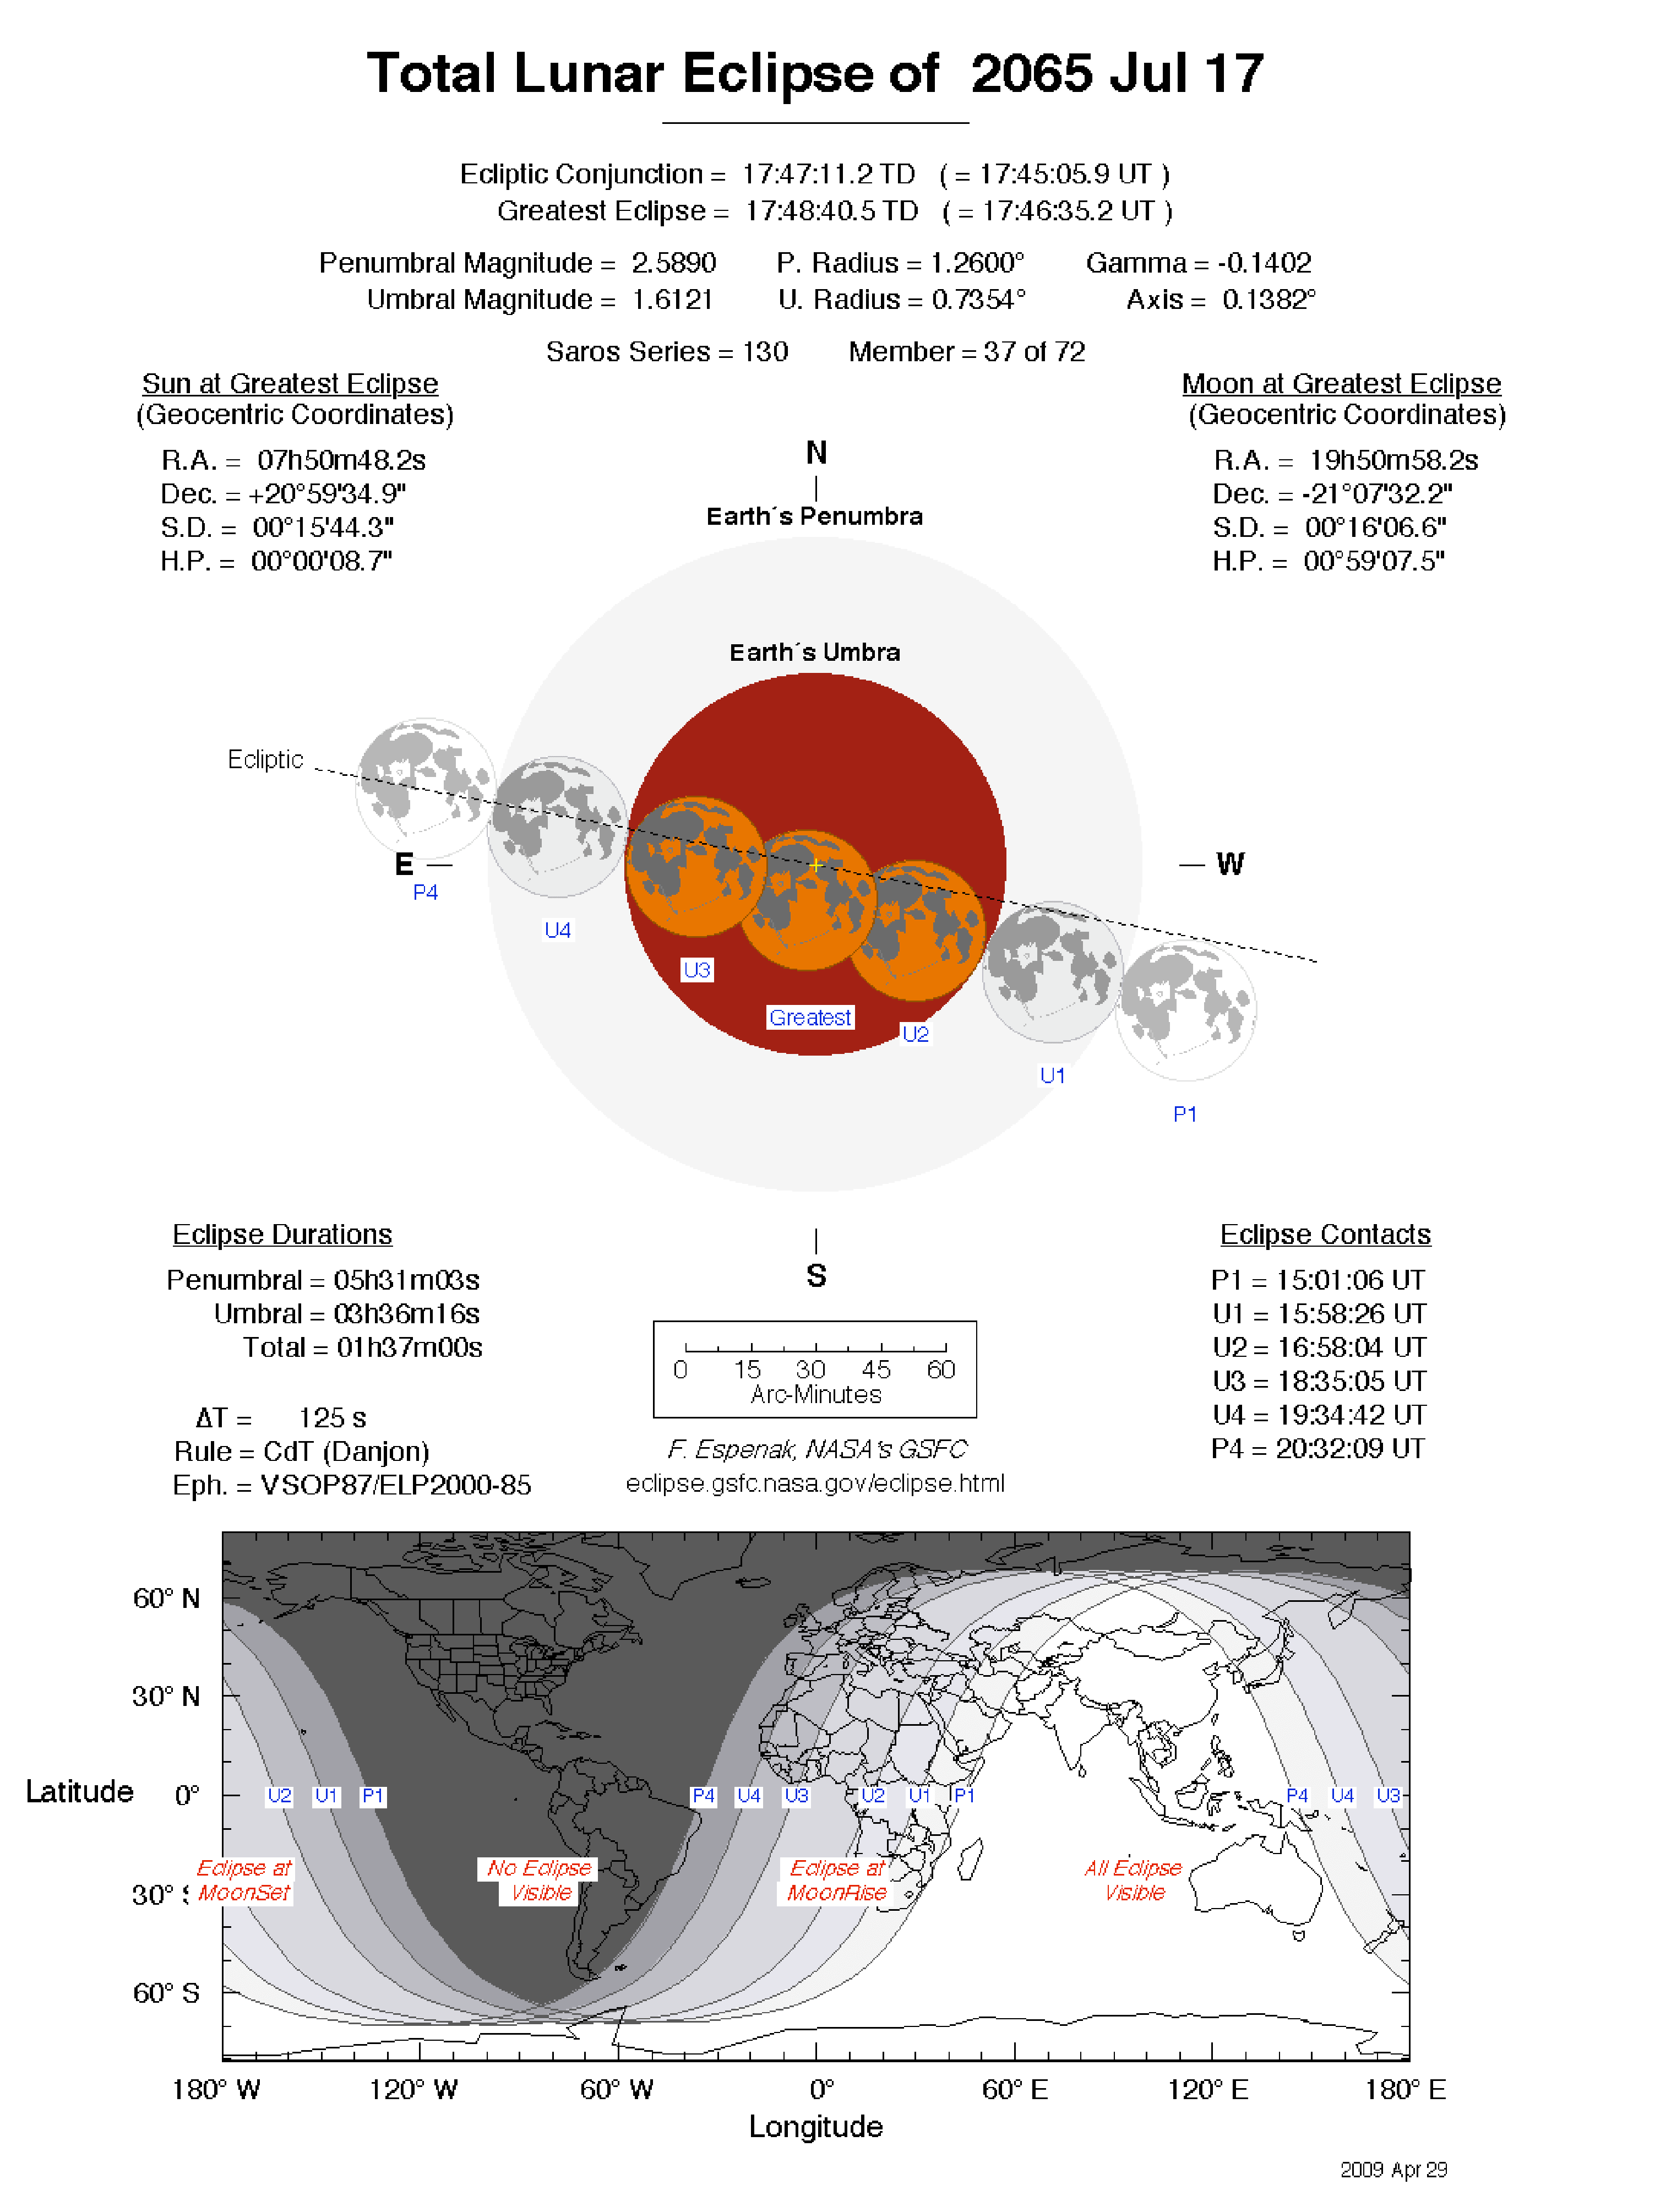 Total Lunar Eclipse of 2065 Jul 17
Ecliptic Conjunction = 17:47:11.2 TD ( = 17:45:05.9 UT )
Greatest Eclipse = 17:48:40.5 TD ( = 17:46:35.2 UT )
Penumbral Magnitude = 2.5890 P. Radius = 1.2600° Gamma = -0.1402
Umbral Magnitude = 1.6121 U. Radius = 0.7354° Axis = 0.1382°
Saros Series = 130 Member = 37 of 72
Sun at Greatest Eclipse
(Geocentric Coordinates)
R.A. = 07h50m48.2s
Dec. = +20°59'34.9"
S.D. = 00°15'44.3"
H.P. = 00°00'08.7"
Moon at Greatest Eclipse
(Geocentric Coordinates)
R.A. = 19h50m58.2s
Dec. = -21°07'32.2"
S.D. = 00°16'06.6"
H.P. = 00°59'07.5"
N
Earth´s Penumbra
Earth´s Umbra
Ecliptic
E
W
P4
U4
U3
Greatest
U2
U1
P1
S
Eclipse Durations
Penumbral = 05h31m03s
Umbral = 03h36m16s
Total = 01h37m00s
ΔT = 125 s
Rule = CdT (Danjon)
Eph. = VSOP87/ELP2000-85
0 15 30 45 60
Arc-Minutes
F. Espenak, NASA's GSFC
eclipse.gsfc.nasa.gov/eclipse.html
Eclipse Contacts
P1 = 15:01:06 UT
U1 = 15:58:26 UT
U2 = 16:58:04 UT
U3 = 18:35:05 UT
U4 = 19:34:42 UT
P4 = 20:32:09 UT
60° N
30° N
Latitude 0°
U2 U1 P1 P4 U4 U3 U2 U1 P1 P4 U4 U3
Eclipse at
MoonSet
No Eclipse
Visible
Eclipse at
MoonRise
All Eclipse
Visible
30° S
60° S
180° W 120° W 60° W 0° 60° E 120° E 180° E
Longitude
2009 Apr 29